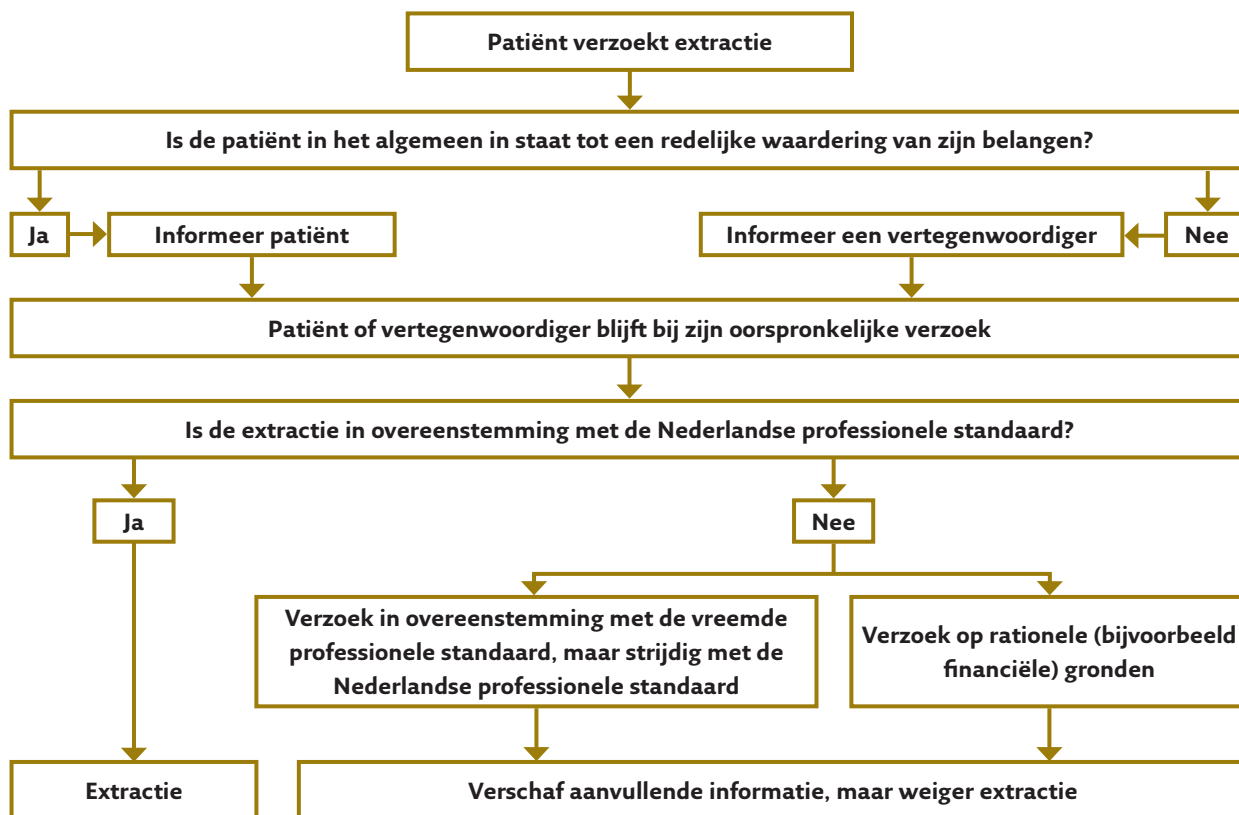 Patiënt verzoekt extractie
Is de patiënt in het algemeen in staat tot een redelijke waardering van zijn belangen?
Ja
Informeer patiënt
Informeer een vertegenwoordiger
Nee
Patiënt of vertegenwoordiger blijft bij zijn oorspronkelijke verzoek
Is de extractie in overeenstemming met de Nederlandse professionele standaard?
Ja
Nee
Verzoek in overeenstemming met de vreemde
professionele standaard, maar strijdig met de
Nederlandse professionele standaard
Verzoek op rationele (bijvoorbeeld
financiële) gronden
Extractie
Verschaf aanvullende informatie, maar weiger extractie